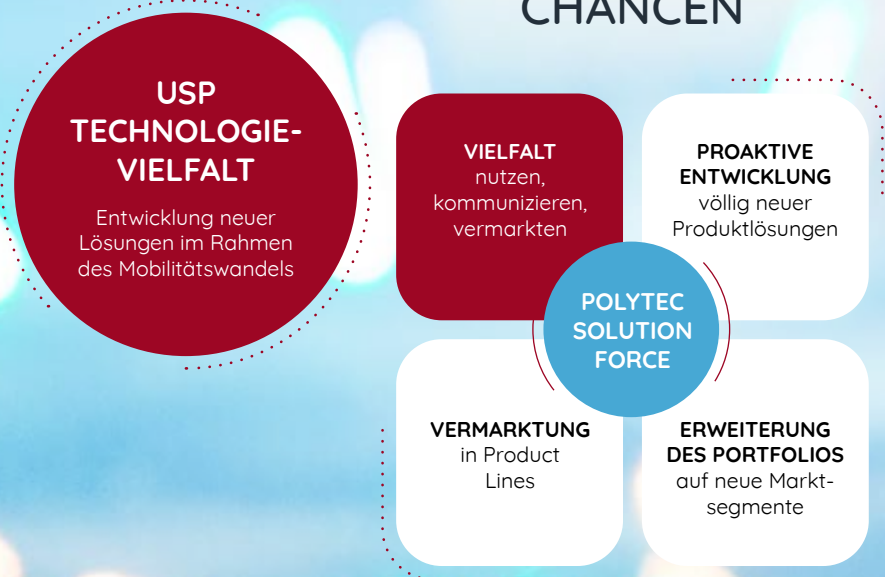 CHANCEN
USP
TECHNOLOGIE-
VIELFALT
Entwicklung neuer
Lösungen im Rahmen
des Mobilitätswandels
VIELFALT
nutzen,
kommunizieren,
vermarkten
PROAKTIVE
ENTWICKLUNG
völlig neuer
Produktlösungen
POLYTEC
SOLUTION
FORCE
VERMARKTUNG
in Product
Lines
ERWEITERUNG
DES PORTFOLIOS
auf neue Markt-
segmente